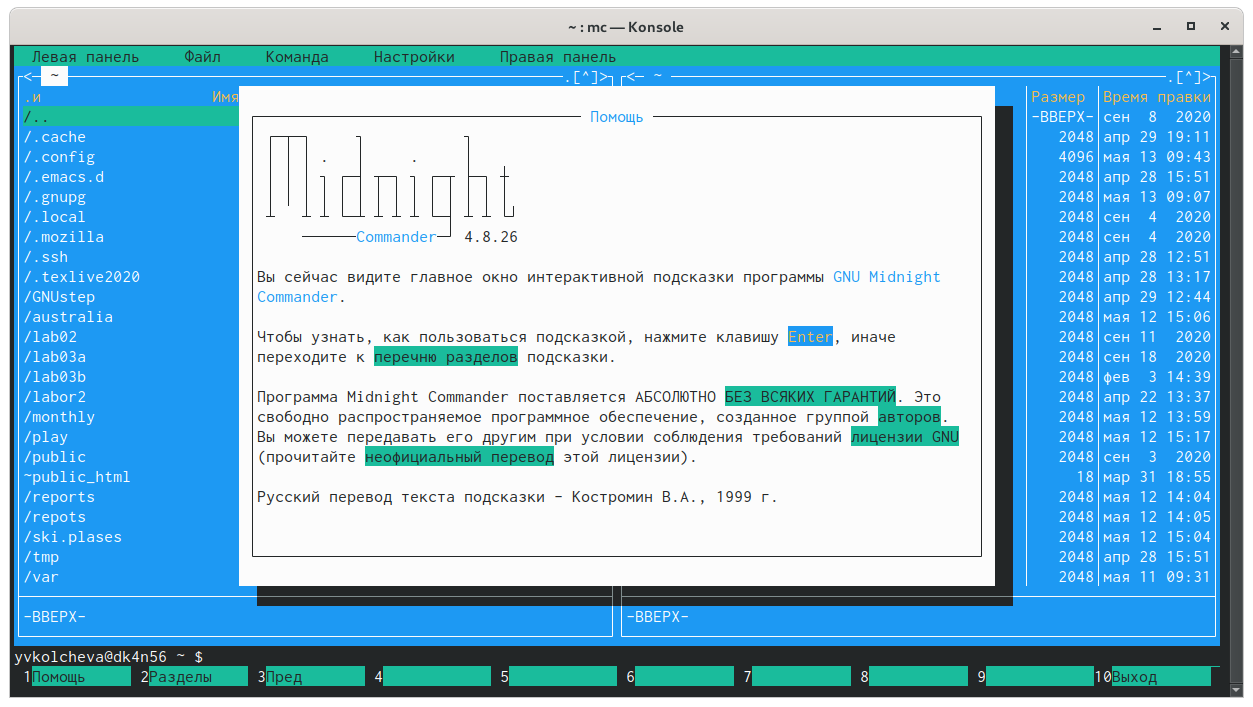 ~ : mc — Konsole
Левая панель Файл Команда Настройки Правая панель
<— ~ .[^]> <— ~ .[^]>
.и Имя Размер Время правки
/.. -ВВЕРХ- сен 8 2020
/.cache 2048 апр 29 19:11
/.config 4096 мая 13 09:43
/.emacs.d 2048 апр 28 15:51
/.gnupg 2048 мая 13 09:07
/.local 2048 сен 4 2020
/.mozilla 2048 сен 4 2020
/.ssh 2048 апр 28 12:51
/.texlive2020 2048 апр 28 13:17
/GNUstep 2048 апр 29 12:44
/australia 2048 мая 12 15:06
/lab02 2048 сен 11 2020
/lab03a 2048 сен 18 2020
/lab03b 2048 фев 3 14:39
/labor2 2048 апр 22 13:37
/monthly 2048 мая 12 13:59
/play 2048 мая 12 15:17
/public 2048 сен 3 2020
~public_html 18 мар 31 18:55
/reports 2048 мая 12 14:04
/repots 2048 мая 12 14:05
/ski.plases 2048 мая 12 15:04
/tmp 2048 апр 28 15:51
/var 2048 мая 11 09:31
Помощь
Midnight
Commander 4.8.26
Вы сейчас видите главное окно интерактивной подсказки программы GNU Midnight
Commander.
Чтобы узнать, как пользоваться подсказкой, нажмите клавишу Enter, иначе
переходите к перечню разделов подсказки.
Программа Midnight Commander поставляется АБСОЛЮТНО БЕЗ ВСЯКИХ ГАРАНТИЙ. Это
свободно распространяемое программное обеспечение, созданное группой авторов.
Вы можете передавать его другим при условии соблюдения требований лицензии GNU
(прочитайте неофициальный перевод этой лицензии).
Русский перевод текста подсказки - Костромин В.А., 1999 г.
-ВВЕРХ- -ВВЕРХ-
yvkolcheva@dk4n56 ~ $
1Помощь 2Разделы 3Пред 4 5 6 7 8 9 10Выход